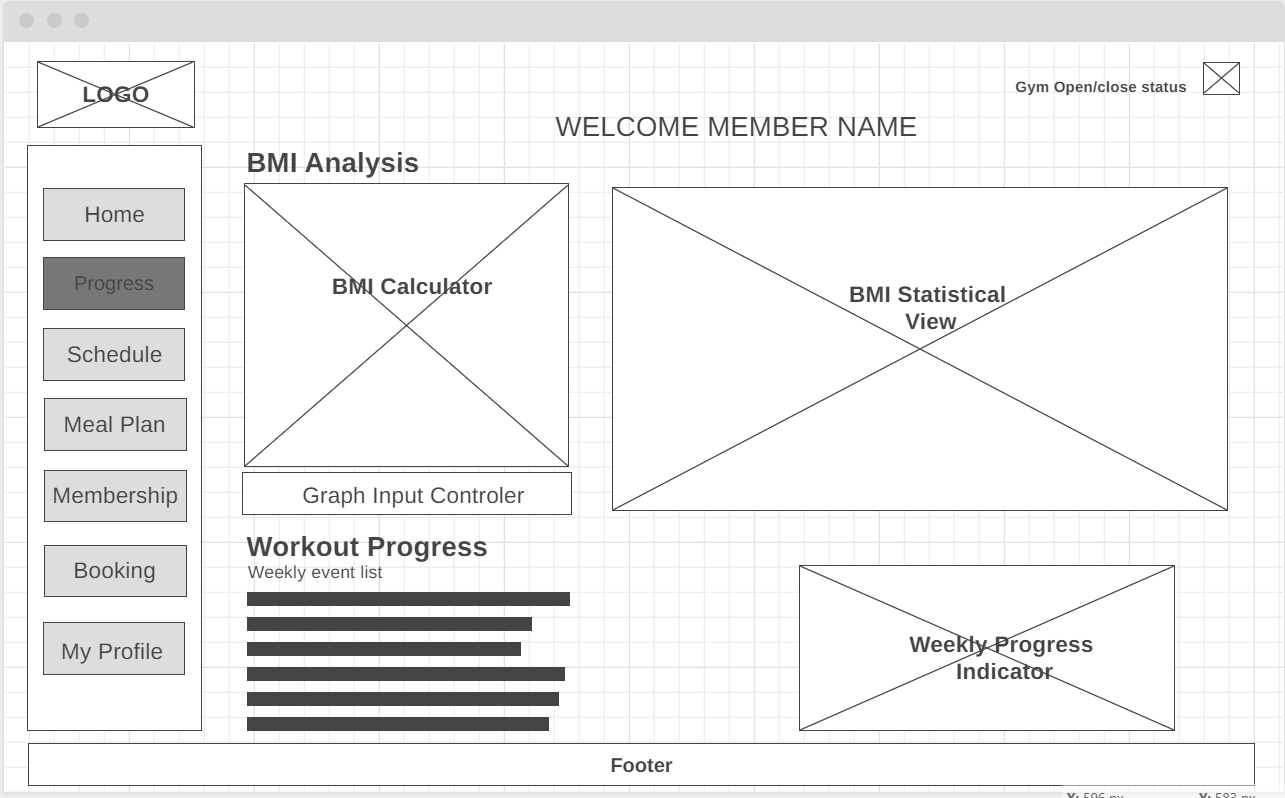 LOGO
Gym Open/close status
WELCOME MEMBER NAME
Home
Progress
Schedule
Meal Plan
Membership
Booking
My Profile
BMI Analysis
BMI Calculator
Graph Input Controler
BMI Statistical
View
Workout Progress
Weekly event list
Weekly Progress
Indicator
Footer
X: 596 px
Y: 583 px